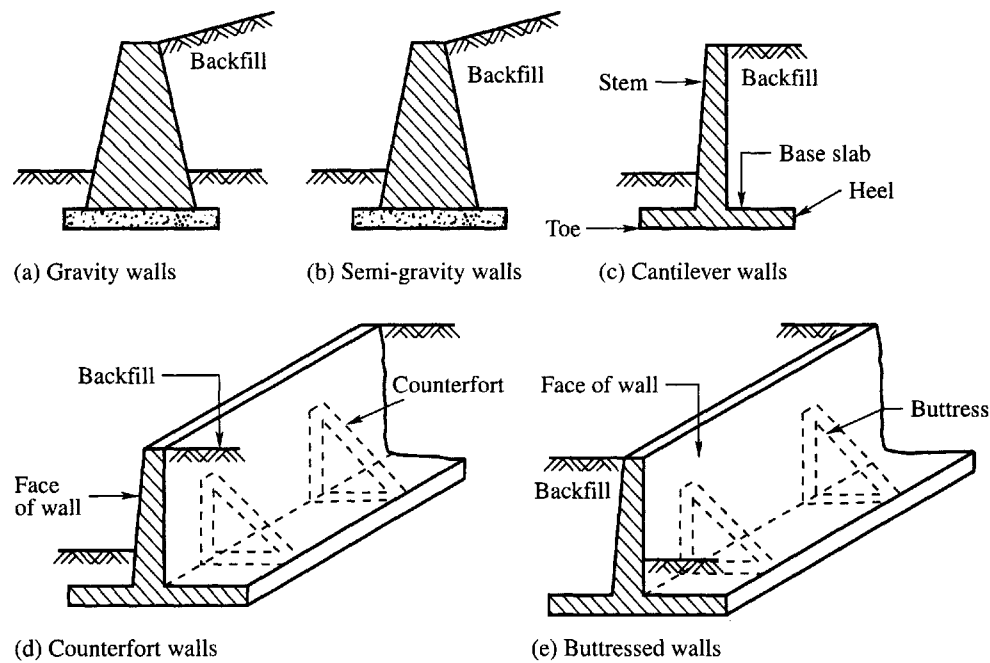 Backfill
(a) Gravity walls
Backfill
(b) Semi-gravity walls
Stem
Backfill
Base slab
Heel
Toe
(c) Cantilever walls
Backfill
Counterfort
Face
of wall
(d) Counterfort walls
Face of wall
Buttress
Backfill
(e) Buttressed walls